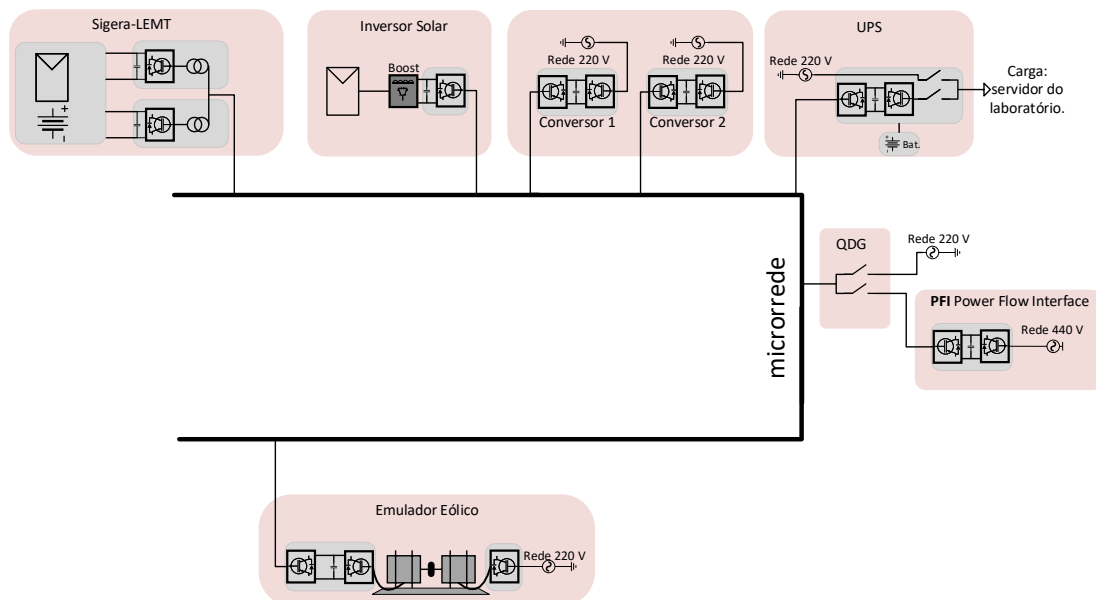 Sigera-LEMT
+
Inversor Solar
Boost
Rede 220 V
Rede 220 V
Conversor 1
Conversor 2
UPS
Rede 220 V
Bat.
Carga:
servidor do
laboratório.
microrrede
QDG
Rede 220 V
PFI Power Flow Interface
Rede 440 V
Emulador Eólico
Rede 220 V